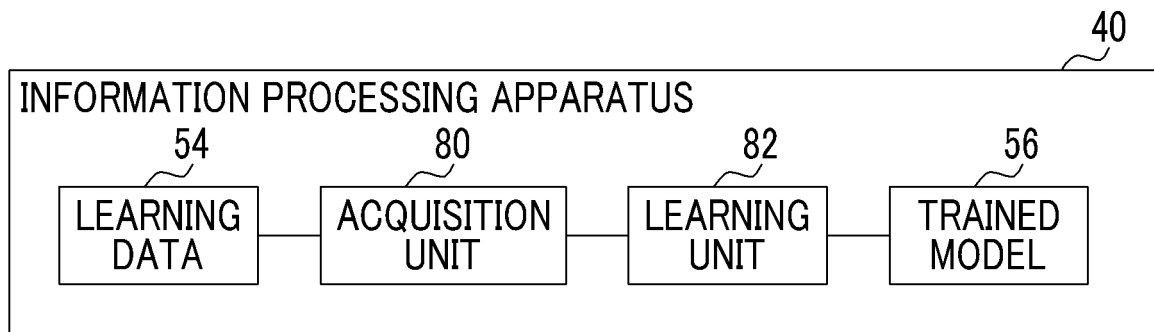 40
INFORMATION PROCESSING APPARATUS
54
80
82
56
LEARNING
DATA
ACQUISITION
UNIT
LEARNING
UNIT
TRAINED
MODEL